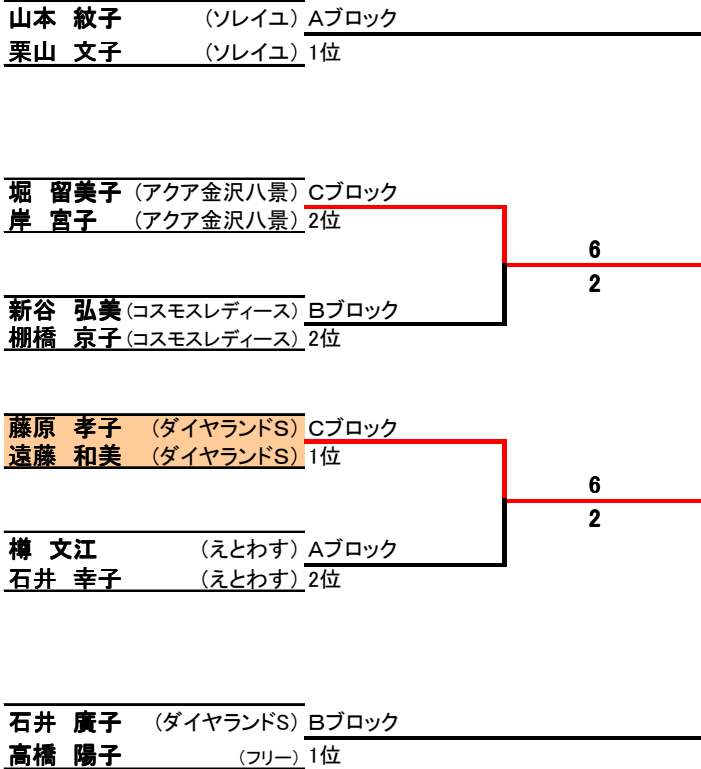 山本 紋子 (ソレイユ) Aブロック
栗山 文子 (ソレイユ) 1位
堀 留美子 (アクア金沢八景) Cブロック
岸 宮子 (アクア金沢八景) 2位
6
2
新谷 弘美 (コスモスレディース) Bブロック
棚橋 京子 (コスモスレディース) 2位
藤原 孝子 (ダイヤランドS) Cブロック
遠藤 和美 (ダイヤランドS) 1位
6
2
樽 文江 (えとわす) Aブロック
石井 幸子 (えとわす) 2位
石井 廣子 (ダイヤランドS) Bブロック
高橋 陽子 (フリー) 1位